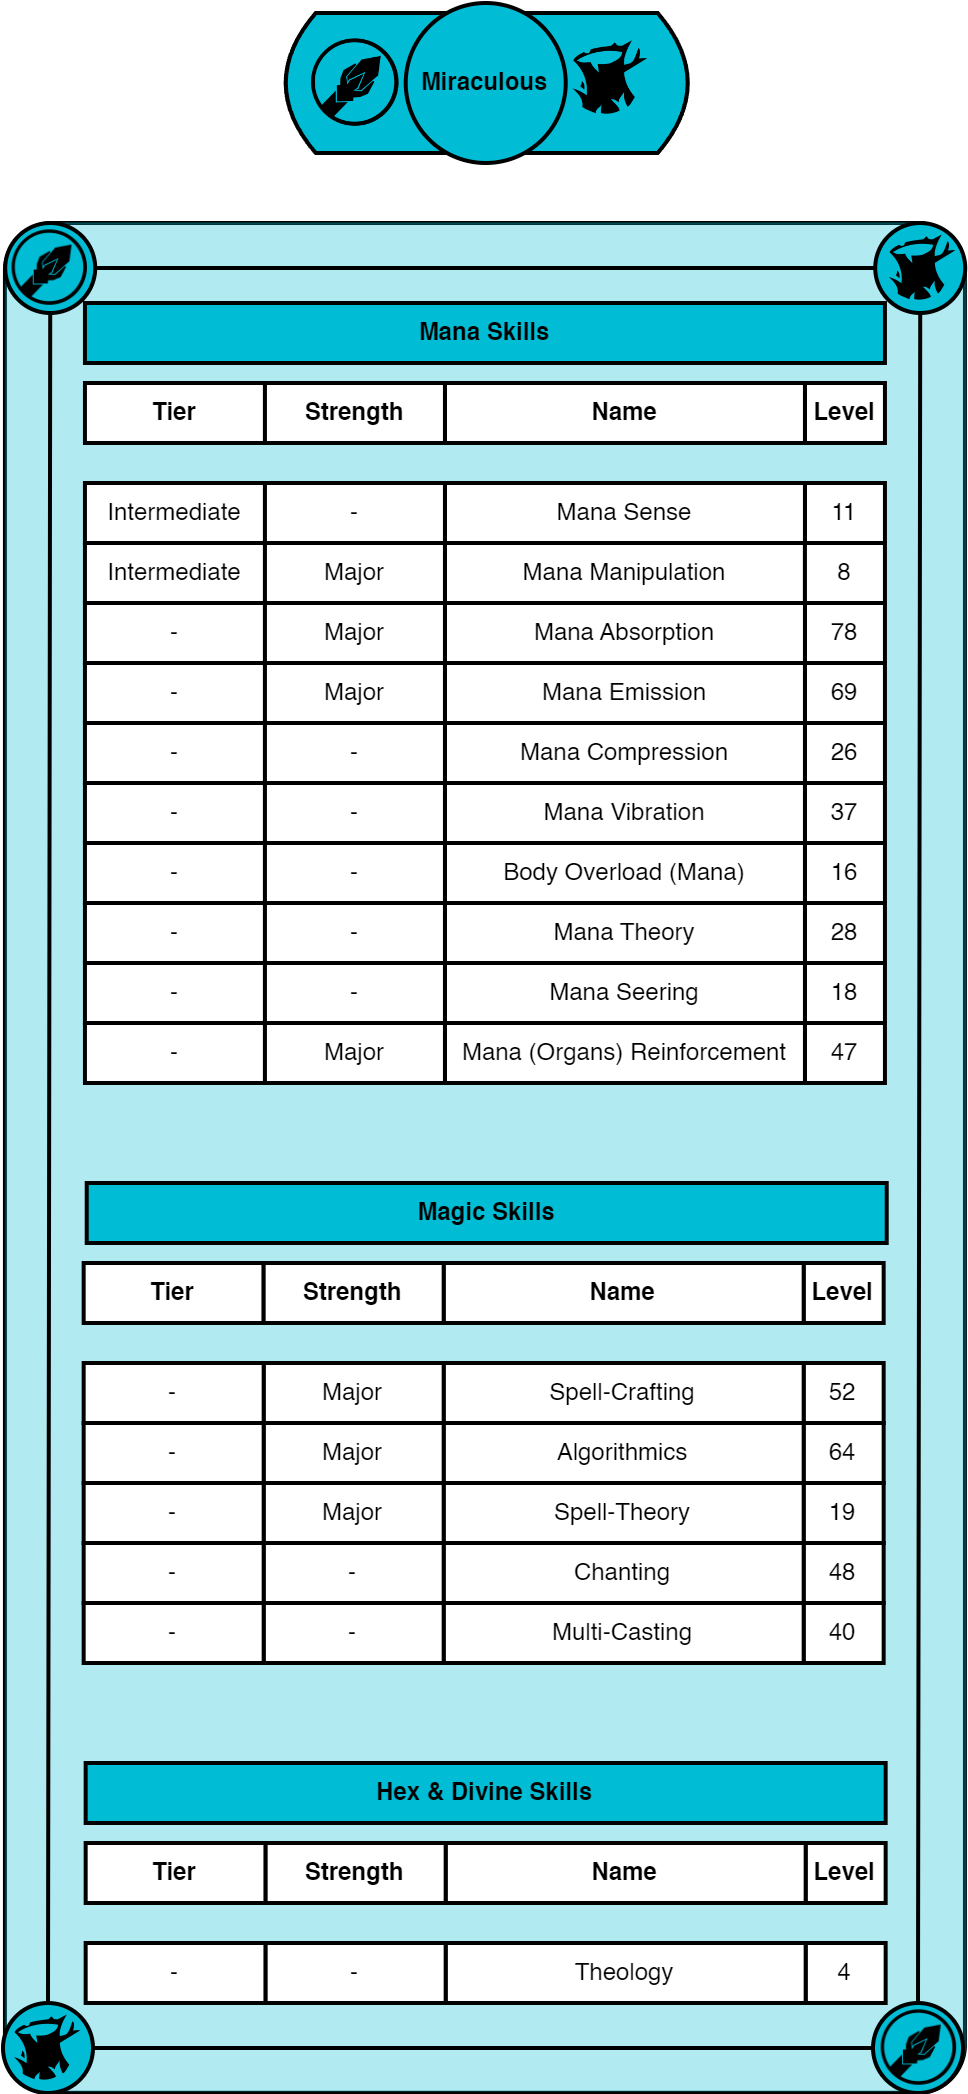 Miraculous
Mana Skills
Tier Strength Name Level
Intermediate - Mana Sense 11
Intermediate Major Mana Manipulation 8
- Major Mana Absorption 78
- Major Mana Emission 69
- - Mana Compression 26
- - Mana Vibration 37
- - Body Overload (Mana) 16
- - Mana Theory 28
- - Mana Seering 18
- Major Mana (Organs) Reinforcement 47
Magic Skills
Tier Strength Name Level
- Major Spell-Crafting 52
- Major Algorithmics 64
- Major Spell-Theory 19
- - Chanting 48
- - Multi-Casting 40
Hex & Divine Skills
Tier Strength Name Level
- - Theology 4